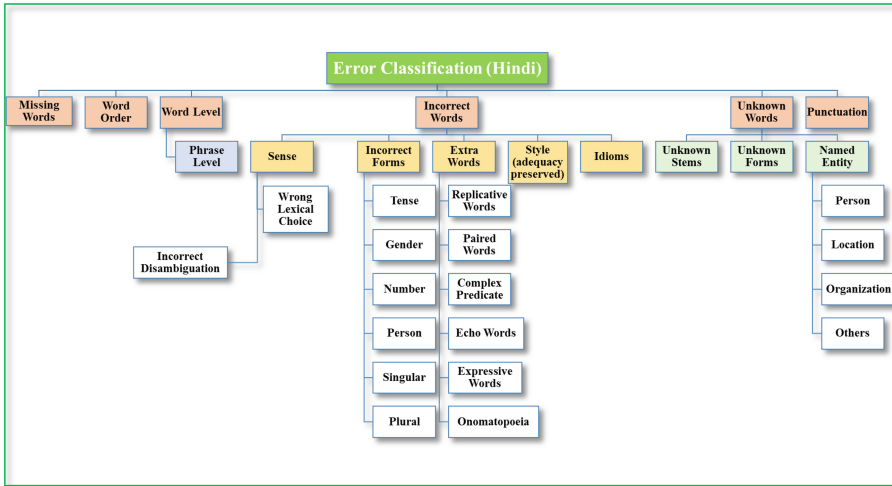 Error Classification (Hindi)
Missing
Words
Word
Order
Word Level
Incorrect
Words
Unknown
Words
Punctuation
Phrase
Level
Sense
Incorrect
Forms
Extra
Words
Style
(adequacy
preserved)
Idioms
Unknown
Stems
Unknown
Forms
Named
Entity
Wrong
Lexical
Choice
Incorrect
Disambiguation
Tense
Gender
Number
Person
Singular
Plural
Replicative
Words
Paired
Words
Complex
Predicate
Echo Words
Expressive
Words
Onomatopoeia
Person
Location
Organization
Others